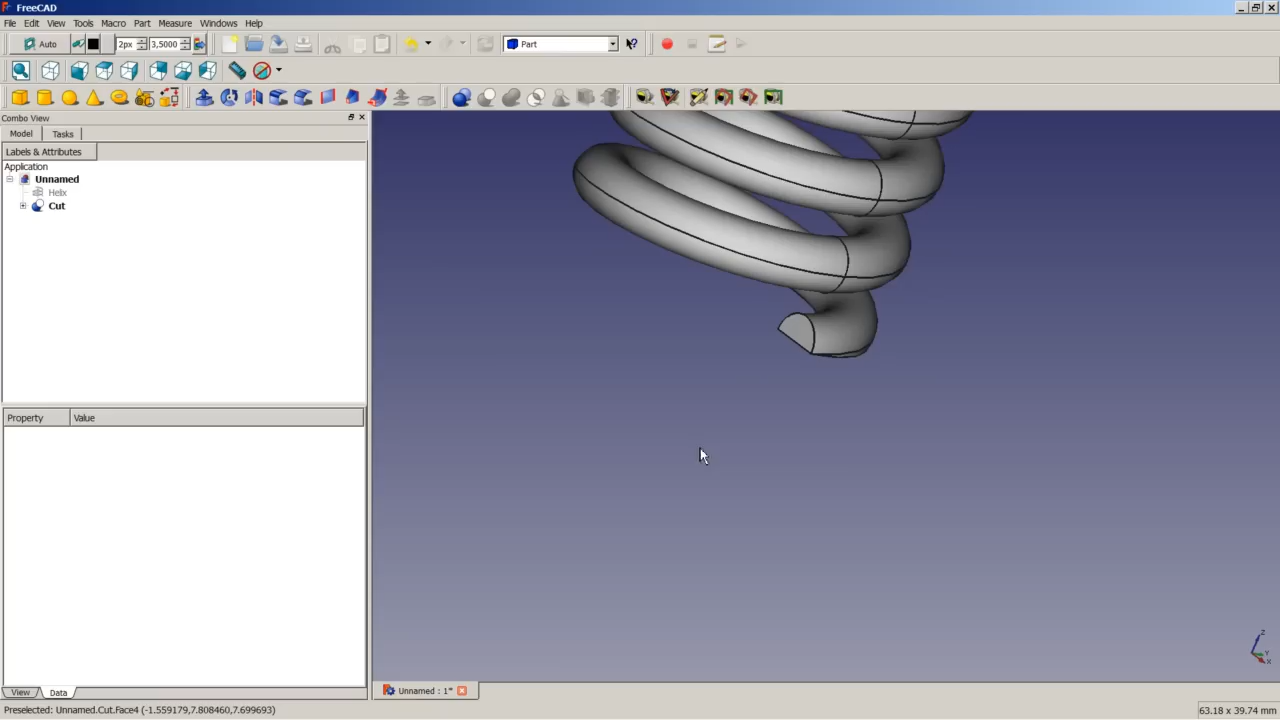 FreeCAD
File Edit View Tools Macro Part Measure Windows Help
Auto 2px 3,5000 Part
Combo View
Model Tasks
Labels & Attributes
Application
Unnamed
Helix
Cut
Property Value
View Data
Unnamed : 1*
Z
Y
X
Preselected: Unnamed.Cut.Face4 (-1.559179,7.808460,7.699693)
63.18 x 39.74 mm